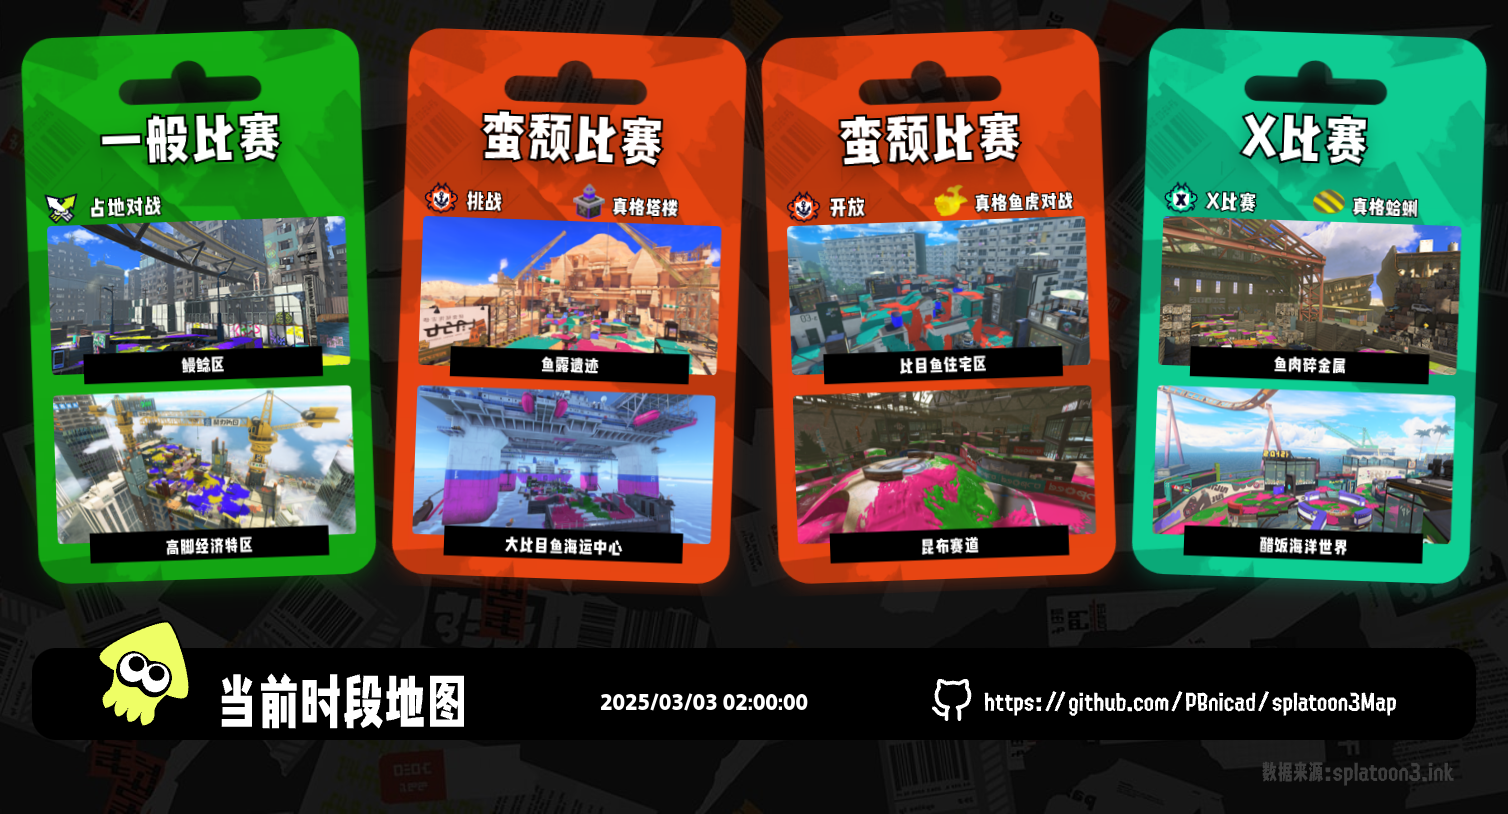 一般比赛
占地对战
鳗鲶区
高脚经济特区
蛮颓比赛
挑战
真格塔楼
鱼露遗迹
大比目鱼海运中心
蛮颓比赛
开放
真格鱼虎对战
比目鱼住宅区
昆布赛道
X比赛
X比赛
真格蛤蜊
鱼肉碎金属
醋饭海洋世界
当前时段地图
2025/03/03 02:00:00
https://github.com/PBnicad/splatoon3Map
数据来源:splatoon3.ink